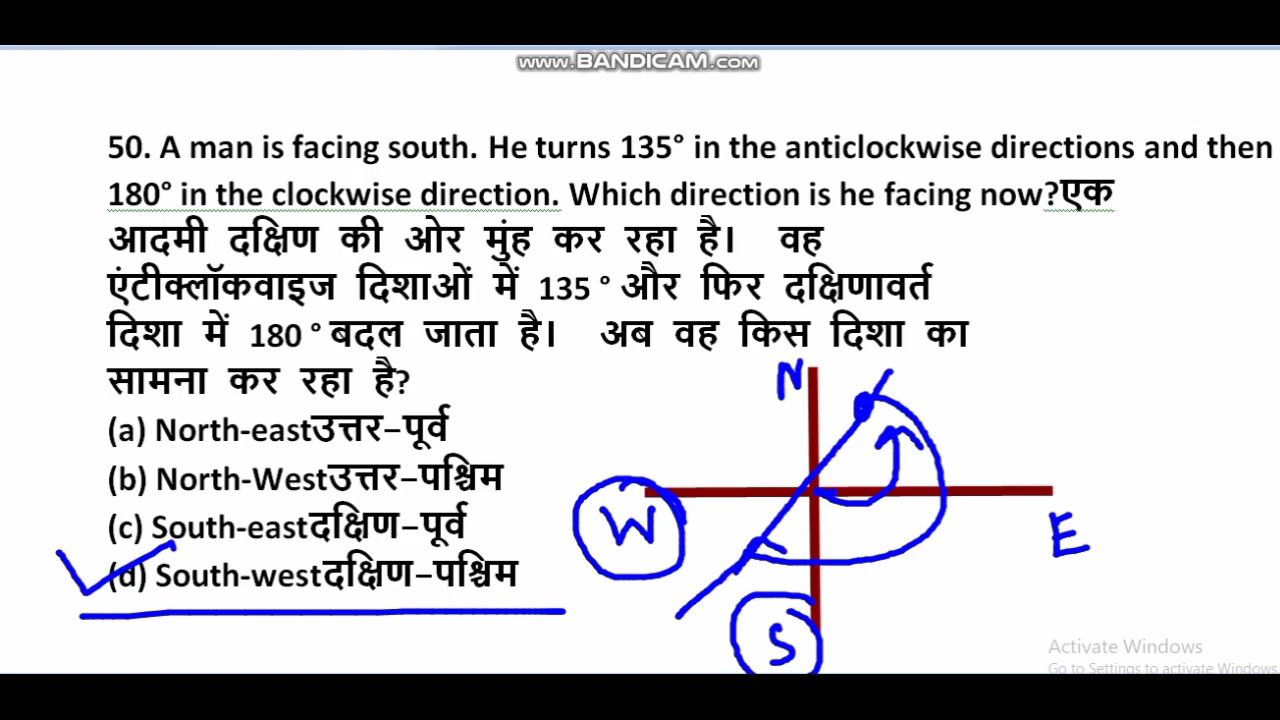 www.BANDICAM.com
50. A man is facing south. He turns 135° in the anticlockwise directions and then
180° in the clockwise direction. Which direction is he facing now?एक
आदमी दक्षिण की ओर मुंह कर रहा है। वह
एंटीक्लॉकवाइज दिशाओं में 135 ° और फिर दक्षिणावर्त
दिशा में 180 ° बदल जाता है। अब वह किस दिशा का
सामना कर रहा है?
N
(a) North-eastउत्तर-पूर्व
(b) North-Westउत्तर-पश्चिम
(c) South-eastदक्षिण-पूर्व
W
E
(d) South-westदक्षिण-पश्चिम
S
Activate Windows
Go to Settings to activate Windows.